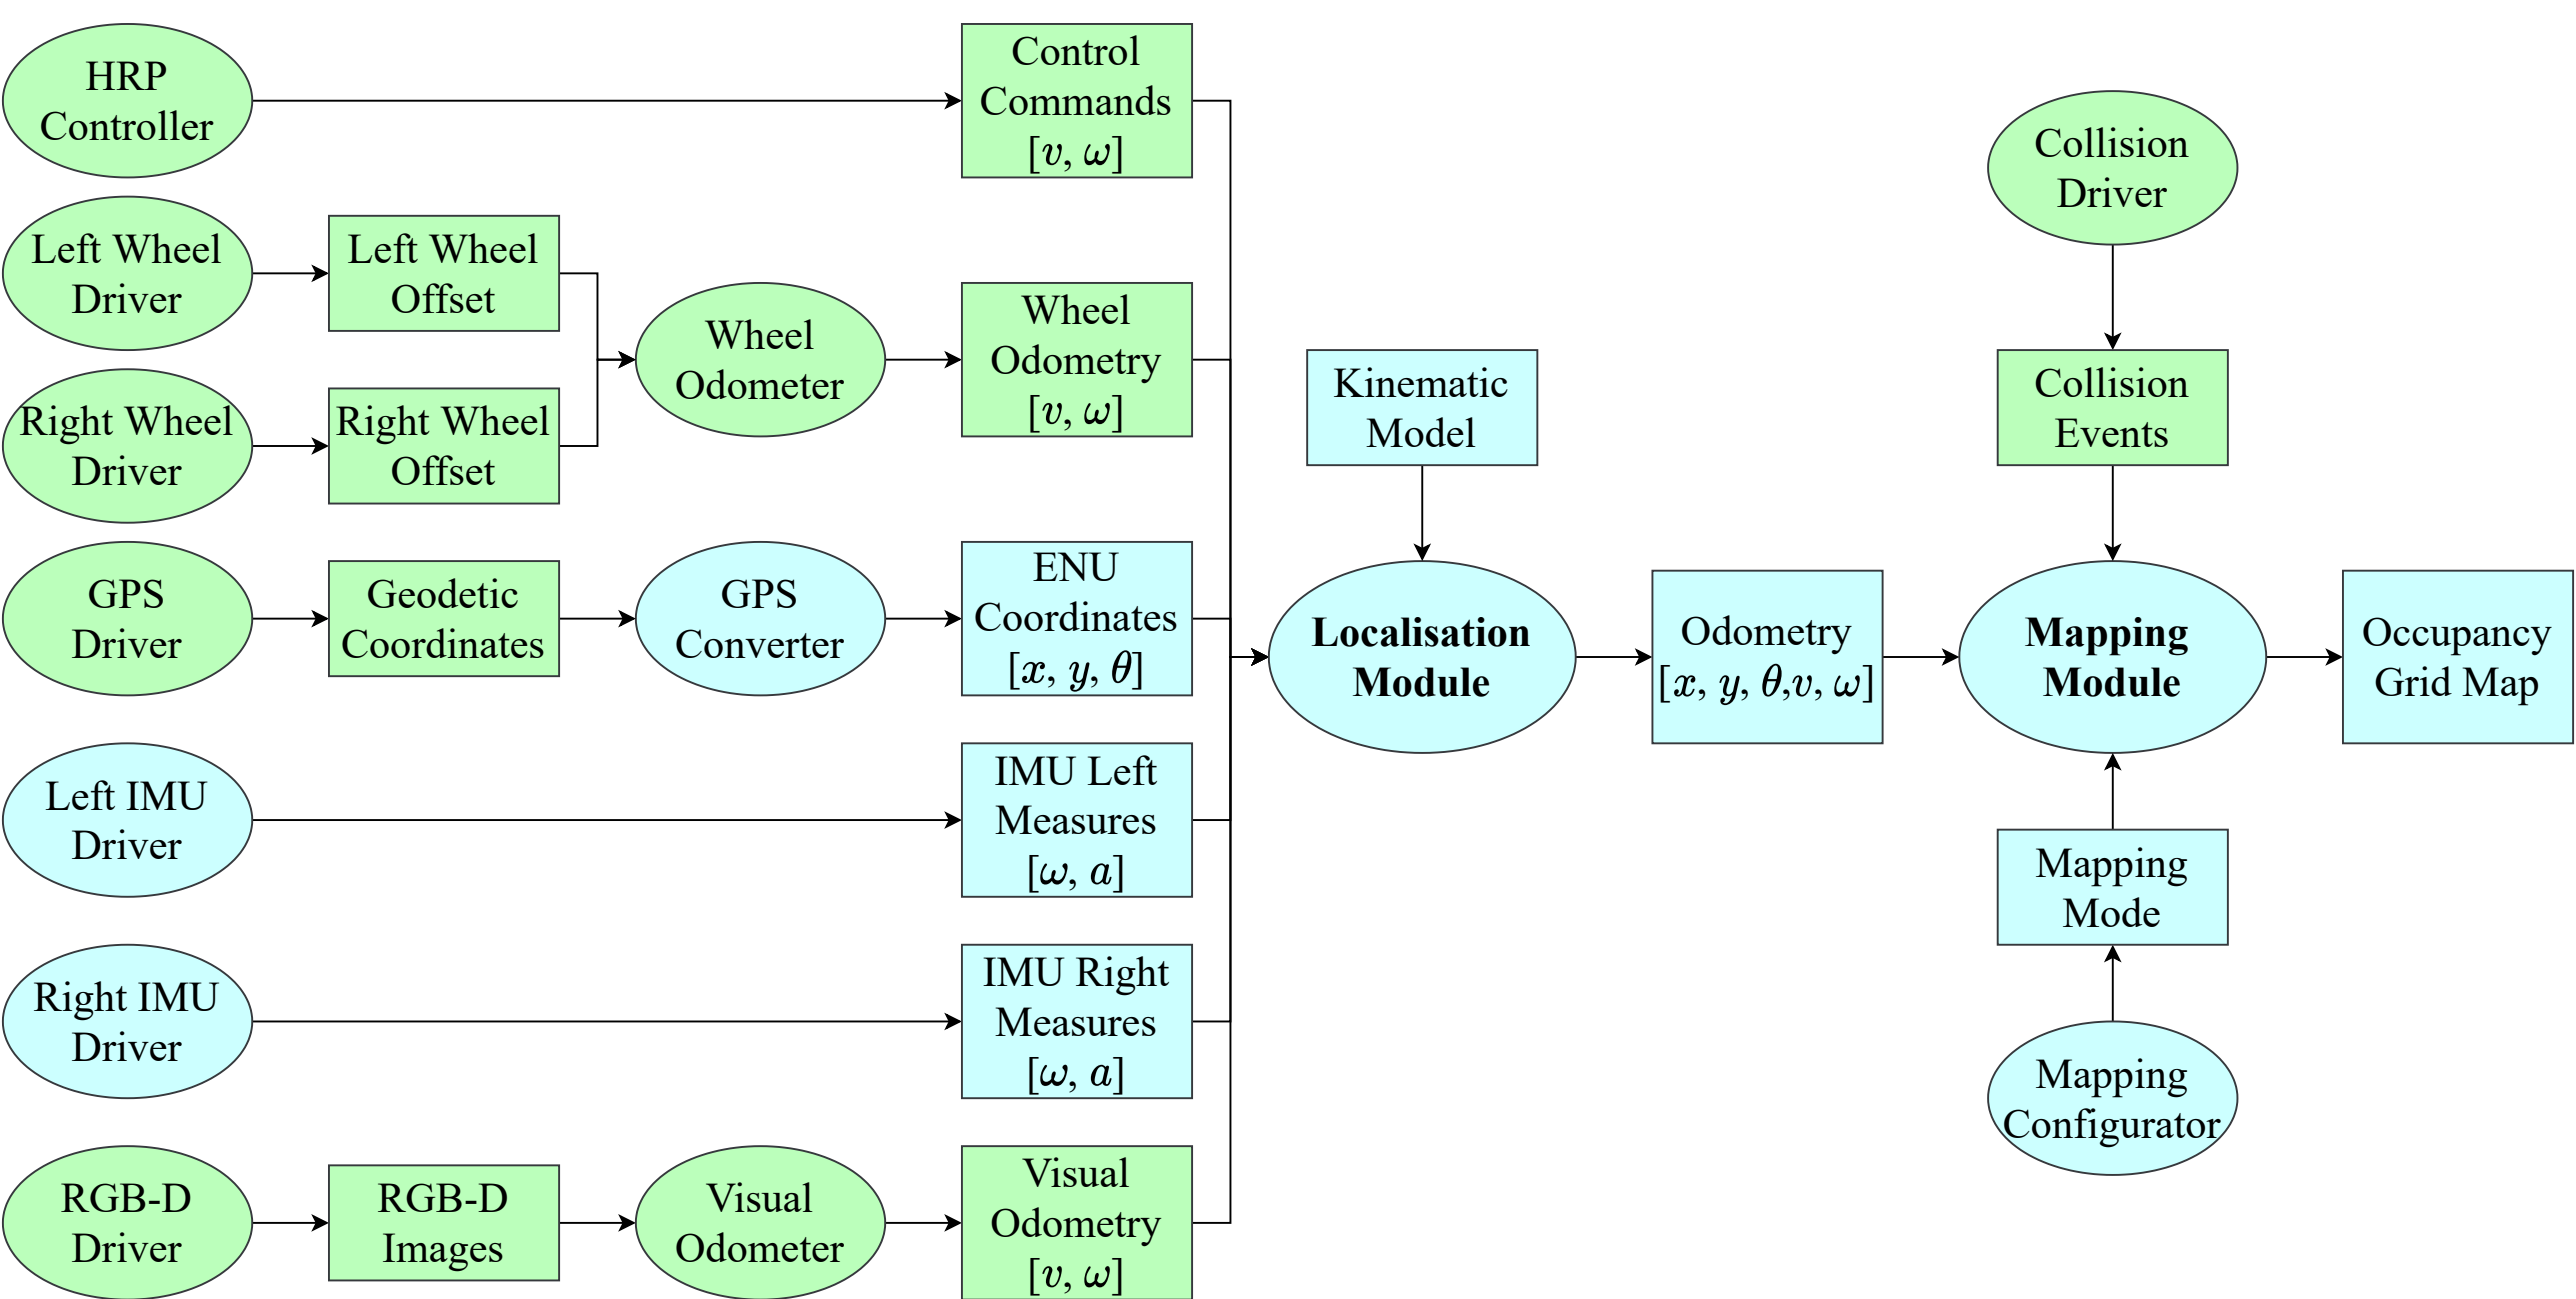 HRP
Controller
Control
Commands
[v, ω]
Left Wheel
Driver
Left Wheel
Offset
Right Wheel
Driver
Right Wheel
Offset
Wheel
Odometer
Wheel
Odometry
[v, ω]
GPS
Driver
Geodetic
Coordinates
GPS
Converter
ENU
Coordinates
[x, y, θ]
Left IMU
Driver
IMU Left
Measures
[ω, a]
Right IMU
Driver
IMU Right
Measures
[ω, a]
RGB-D
Driver
RGB-D
Images
Visual
Odometer
Visual
Odometry
[v, ω]
Kinematic
Model
Localisation
Module
Odometry
[x, y, θ,v, ω]
Collision
Driver
Collision
Events
Mapping
Module
Mapping
Mode
Mapping
Configurator
Occupancy
Grid Map